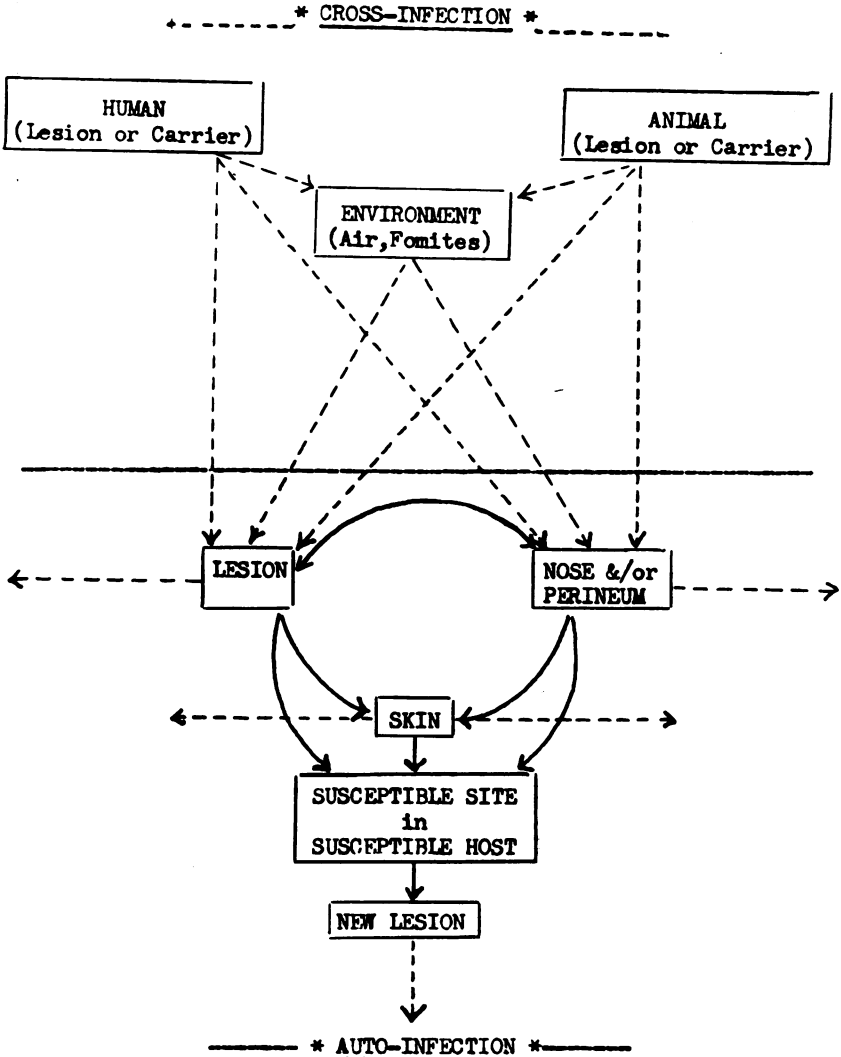 * CROSS-INFECTION *
HUMAN
(Lesion or Carrier)
ANIMAL
(Lesion or Carrier)
ENVIRONMENT
(Air,Fomites)
LESION
NOSE &/or
PERINEUM
SKIN
SUSCEPTIBLE SITE
in
SUSCEPTIBLE HOST
NEW LESION
* AUTO-INFECTION *